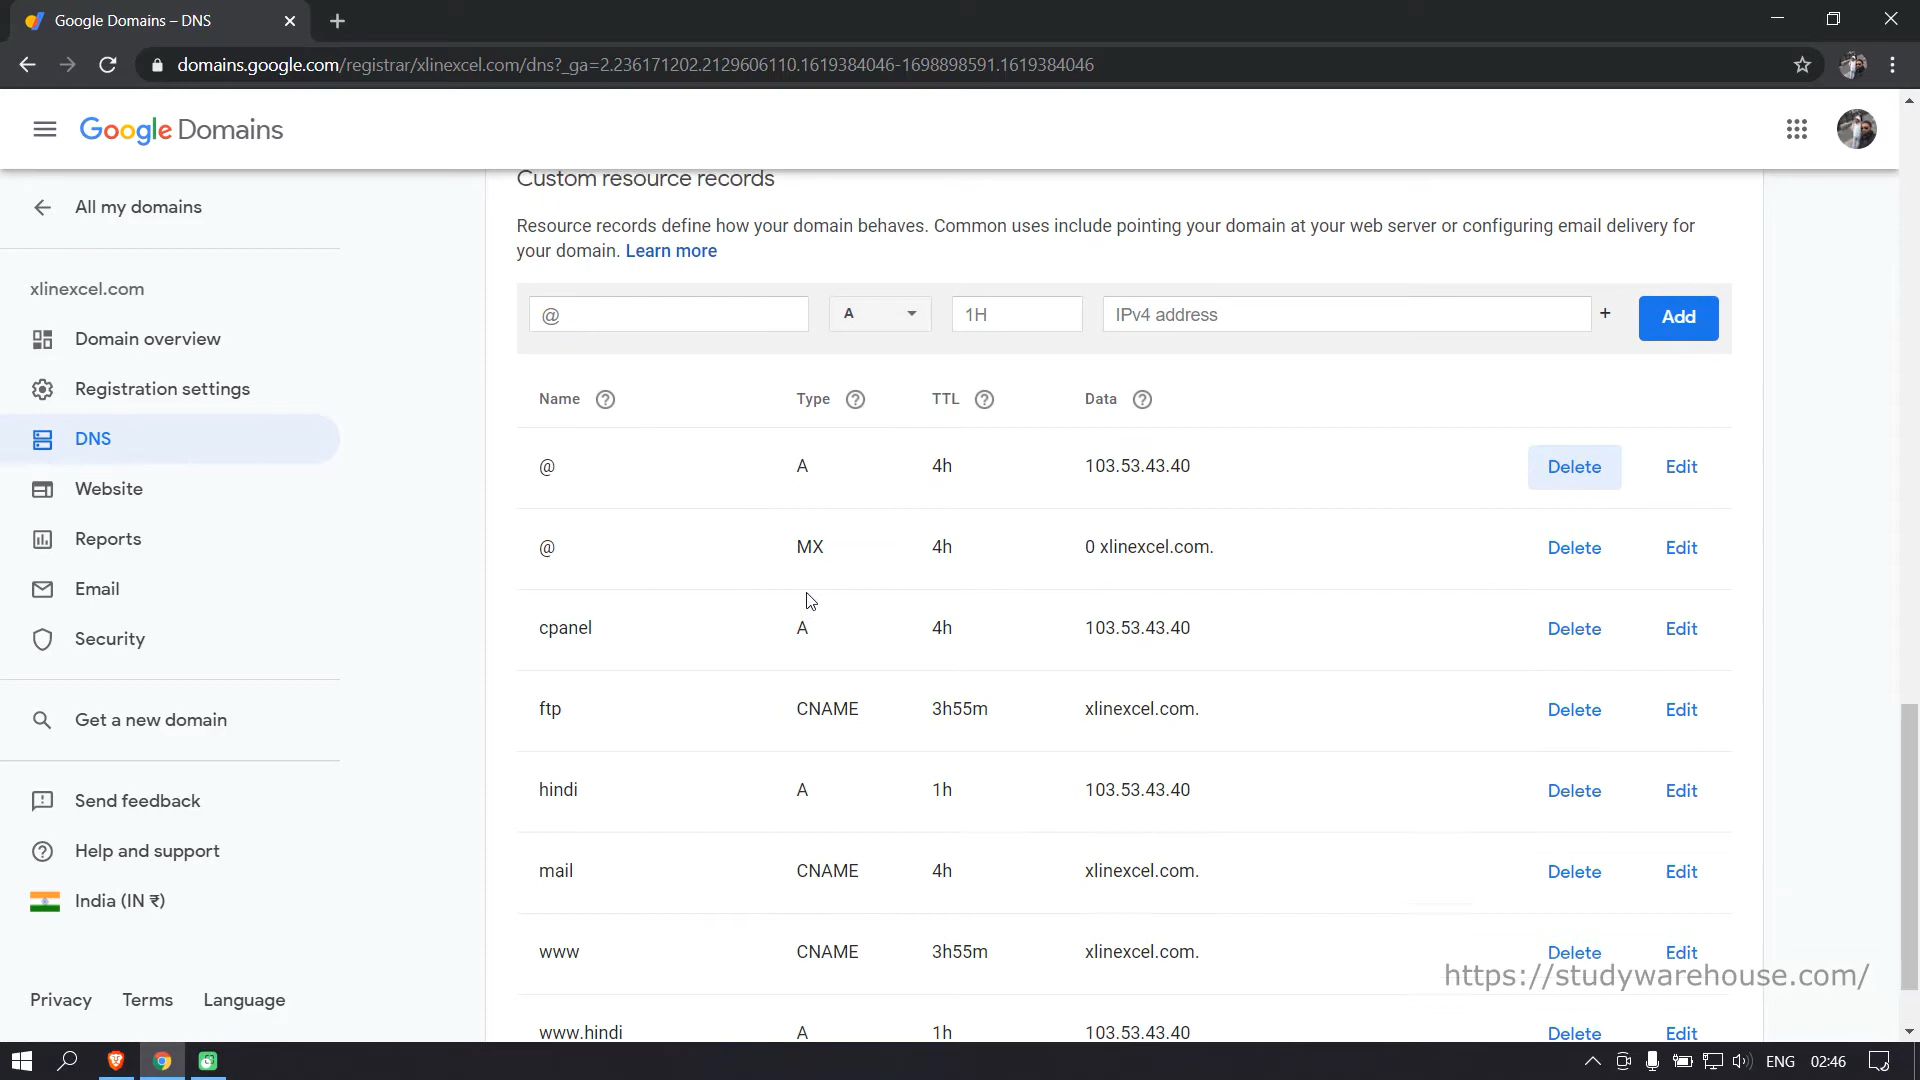 Google Domains – DNS
domains.google.com/registrar/xlinexcel.com/dns?_ga=2.236171202.2129606110.1619384046-1698898591.1619384046
Google Domains
All my domains
xlinexcel.com
Domain overview
Registration settings
DNS
Website
Reports
Email
Security
Get a new domain
Send feedback
Help and support
India (IN ₹)
Privacy Terms Language
Custom resource records
Resource records define how your domain behaves. Common uses include pointing your domain at your web server or configuring email delivery for
your domain. Learn more
@ A 1H IPv4 address + Add
Name ? Type ? TTL ? Data ?
@ A 4h 103.53.43.40 Delete Edit
@ MX 4h 0 xlinexcel.com. Delete Edit
cpanel A 4h 103.53.43.40 Delete Edit
ftp CNAME 3h55m xlinexcel.com. Delete Edit
hindi A 1h 103.53.43.40 Delete Edit
mail CNAME 4h xlinexcel.com. Delete Edit
www CNAME 3h55m xlinexcel.com. Delete Edit
https://studywarehouse.com/
www.hindi A 1h 103.53.43.40 Delete Edit
ENG 02:46